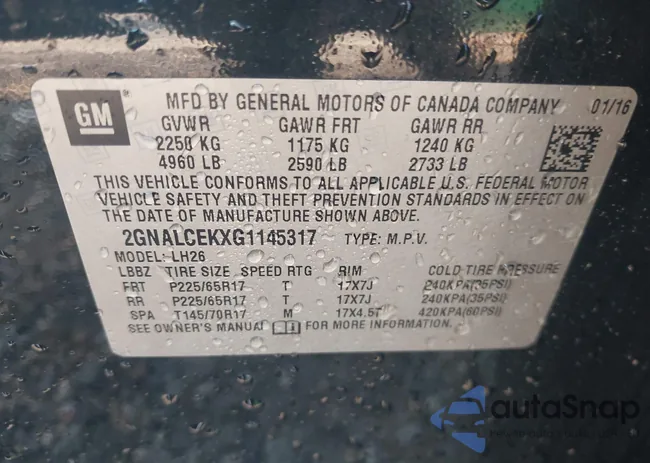 GM
MFD BY GENERAL MOTORS OF CANADA COMPANY 01/16
GVWR GAWR FRT GAWR RR
2250 KG 1175 KG 1240 KG
4960 LB 2590 LB 2733 LB
THIS VEHICLE CONFORMS TO ALL APPLICABLE U.S. FEDERAL MOTOR
VEHICLE SAFETY AND THEFT PREVENTION STANDARDS IN EFFECT ON
THE DATE OF MANUFACTURE SHOWN ABOVE.
2GNALCEKXG1145317 TYPE: M.P.V.
MODEL: LH26
LBBZ TIRE SIZE SPEED RTG RIM COLD TIRE PRESSURE
FRT P225/65R17 T 17X7J 240KPA(35PSI)
RR P225/65R17 T 17X7J 240KPA(35PSI)
SPA T145/70R17 M 17X4.5T 420KPA(60PSI)
SEE OWNER'S MANUAL FOR MORE INFORMATION.
autoSnap